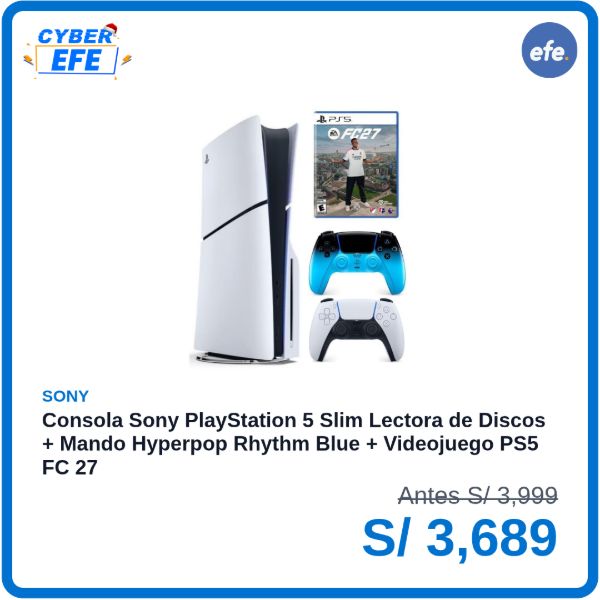 CYBER
EFE
efe.
PS5
EA FC27
E
SONY
Consola Sony PlayStation 5 Slim Lectora de Discos
+ Mando Hyperpop Rhythm Blue + Videojuego PS5
FC 27
Antes S/ 3,999
S/ 3,689